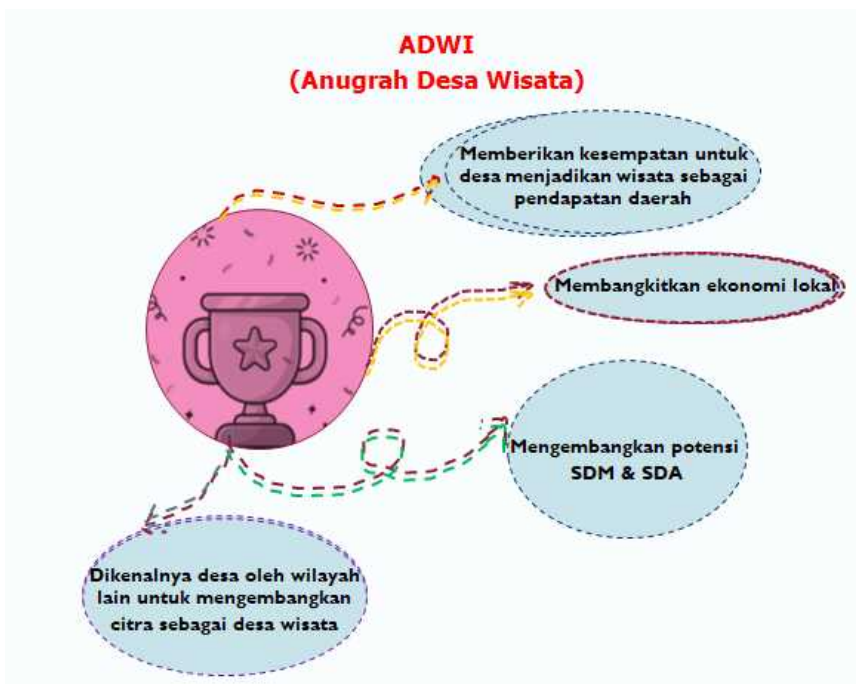 ADWI
(Anugrah Desa Wisata)
Memberikan kesempatan untuk
desa menjadikan wisata sebagai
pendapatan daerah
Membangkitkan ekonomi lokal
Mengembangkan potensi
SDM & SDA
Dikenalnya desa oleh wilayah
lain untuk mengembangkan
citra sebagai desa wisata